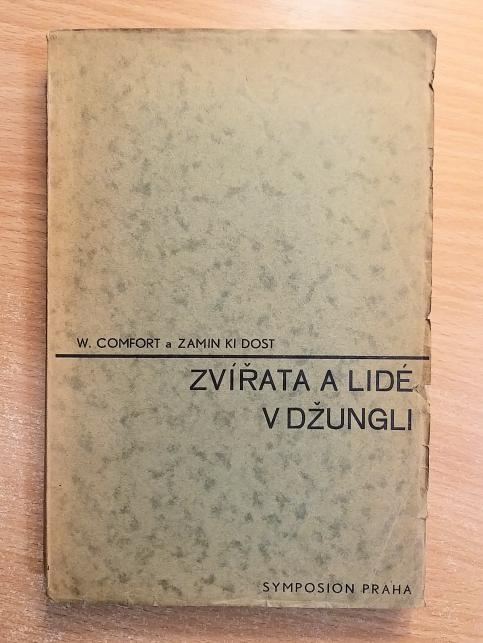 W. COMFORT a ZAMIN KI DOST
ZVÍŘATA A LIDÉ
V DŽUNGLI
SYMPOSION PRAHA